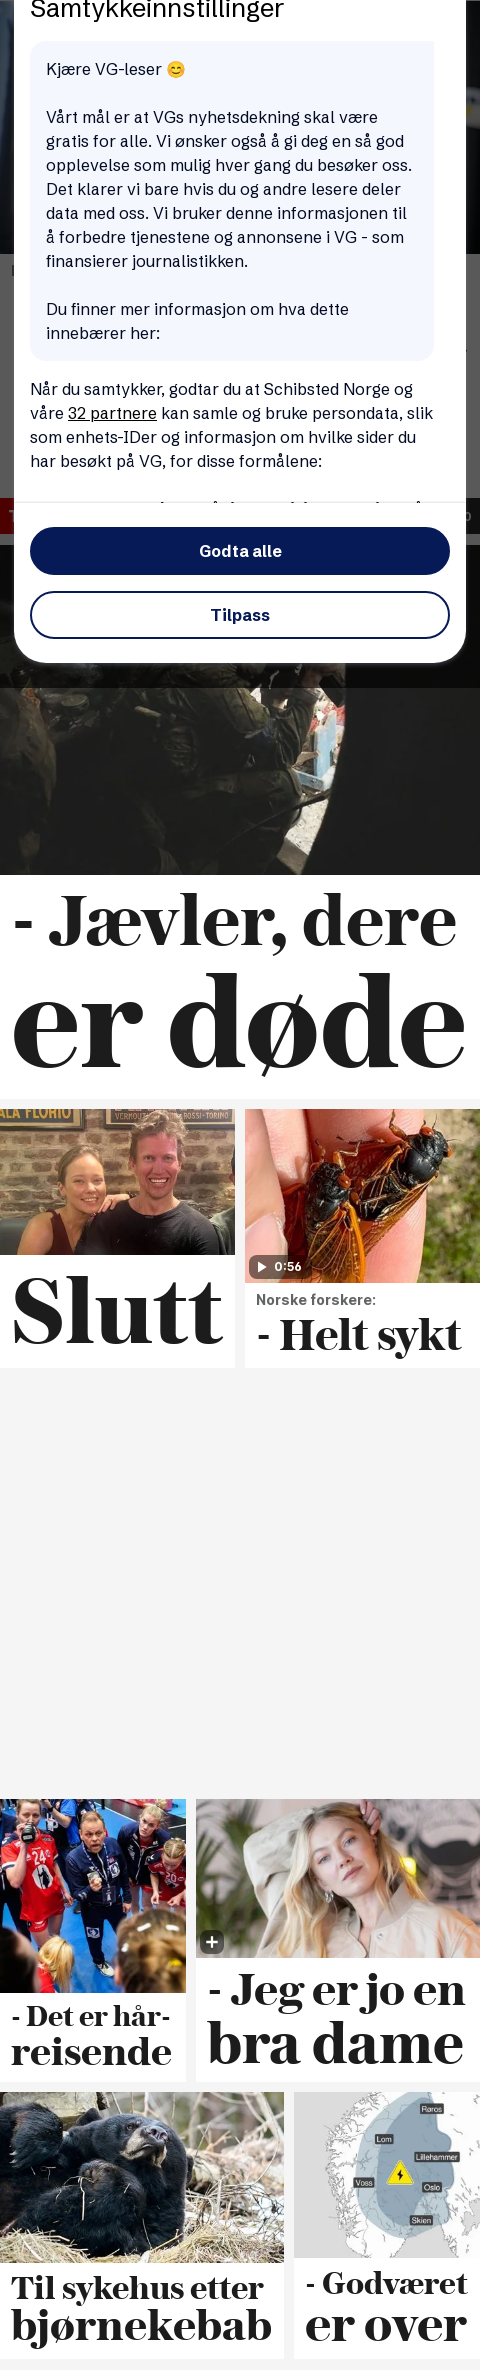 Samtykkeinnstillinger
Kjære VG-leser 😊
Vårt mål er at VGs nyhetsdekning skal være
gratis for alle. Vi ønsker også å gi deg en så god
opplevelse som mulig hver gang du besøker oss.
Det klarer vi bare hvis du og andre lesere deler
data med oss. Vi bruker denne informasjonen til
å forbedre tjenestene og annonsene i VG - som
finansierer journalistikken.
Du finner mer informasjon om hva dette
innebærer her:
Når du samtykker, godtar du at Schibsted Norge og
våre 32 partnere kan samle og bruke persondata, slik
som enhets-IDer og informasjon om hvilke sider du
har besøkt på VG, for disse formålene:
Godta alle
Tilpass
- Jævler, dere
er døde
ALA FLORIO
VERMOUTH
ROSSI-TORINO
Slutt
0:56
Norske forskere:
- Helt sykt
24
- Det er hår-
reisende
- Jeg er jo en
bra dame
Til sykehus etter
bjørnekebab
Røros
Lom
Lillehammer
Voss
Oslo
Skien
- Godværet
er over